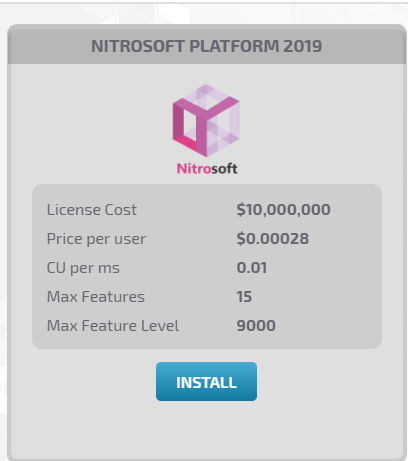 NITROSOFT PLATFORM 2019
Nitrosoft
License Cost $10,000,000
Price per user $0.00028
CU per ms 0.01
Max Features 15
Max Feature Level 9000
INSTALL